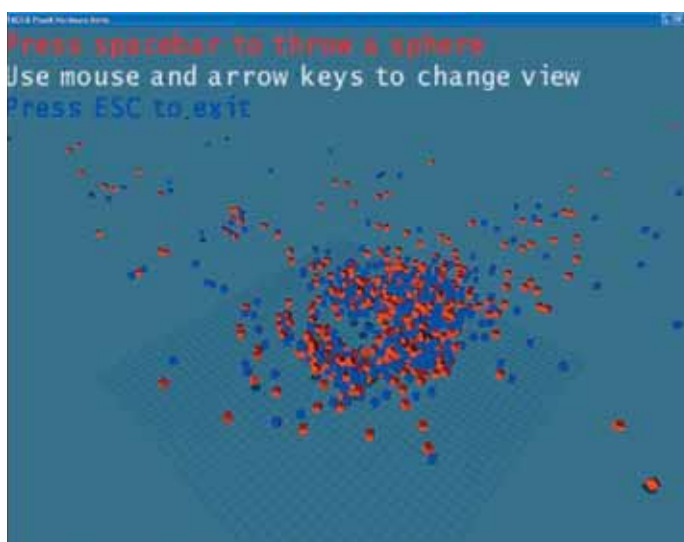 Press spacebar to throw a sphere
Use mouse and arrow keys to change view
Press ESC to exit